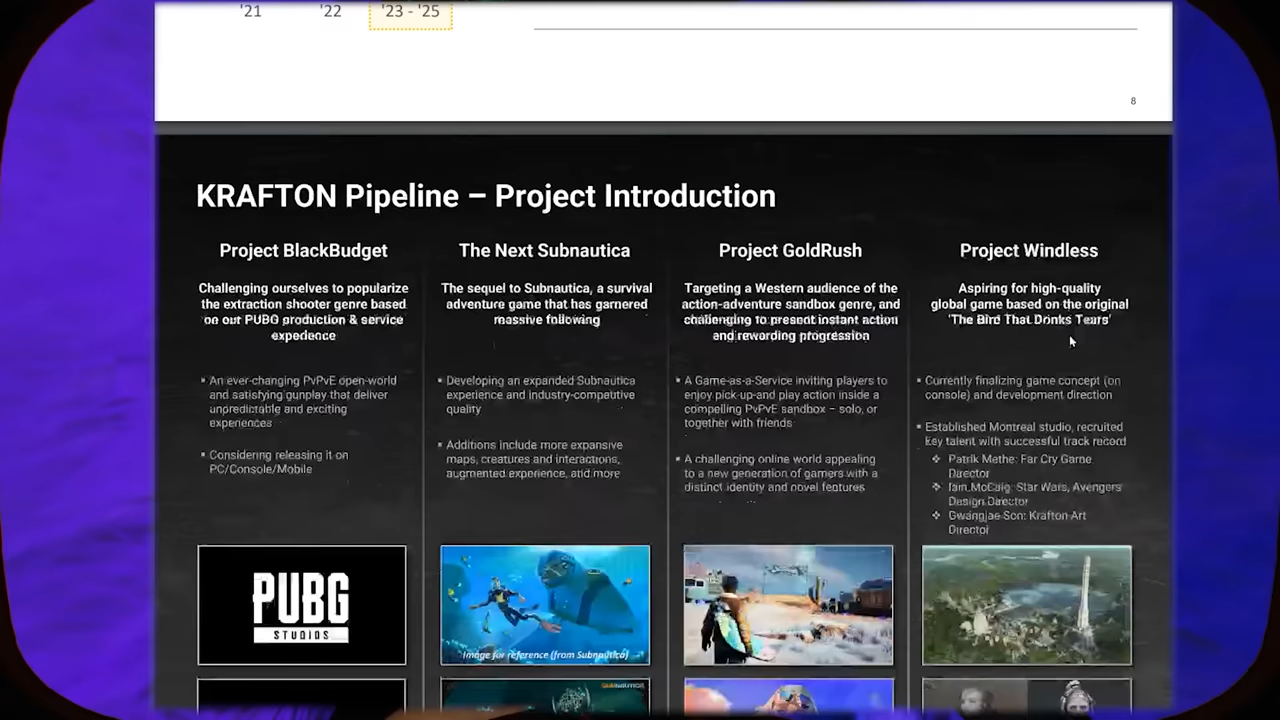 '21 '22 '23 - '25
8
KRAFTON Pipeline – Project Introduction
Project BlackBudget
Challenging ourselves to popularize
the extraction shooter genre based
on our PUBG production & service
experience
▪ An ever-changing PvPvE open-world
and satisfying gunplay that deliver
unpredictable and exciting
experiences
▪ Considering releasing it on
PC/Console/Mobile
PUBG
STUDIOS
The Next Subnautica
The sequel to Subnautica, a survival
adventure game that has garnered
massive following
▪ Developing an expanded Subnautica
experience and industry-competitive
quality
▪ Additions include more expansive
maps, creatures and interactions,
augmented experience, and more
Image for reference (from Subnautica)
Project GoldRush
Targeting a Western audience of the
action-adventure sandbox genre, and
challenging to present instant action
and rewarding progression
▪ A Game-as-a-Service inviting players to
enjoy pick-up-and play action inside a
compelling PvPvE sandbox – solo, or
together with friends
▪ A challenging online world appealing
to a new generation of gamers with a
distinct identity and novel features
Project Windless
Aspiring for high-quality
global game based on the original
'The Bird That Drinks Tears'
▪ Currently finalizing game concept (on
console) and development direction
▪ Established Montreal studio, recruited
key talent with successful track record
❖ Patrik Methe: Far Cry Game
Director
❖ Iain McCaig: Star Wars, Avengers
Design Director
❖ Gwangjae Son: Krafton Art
Director